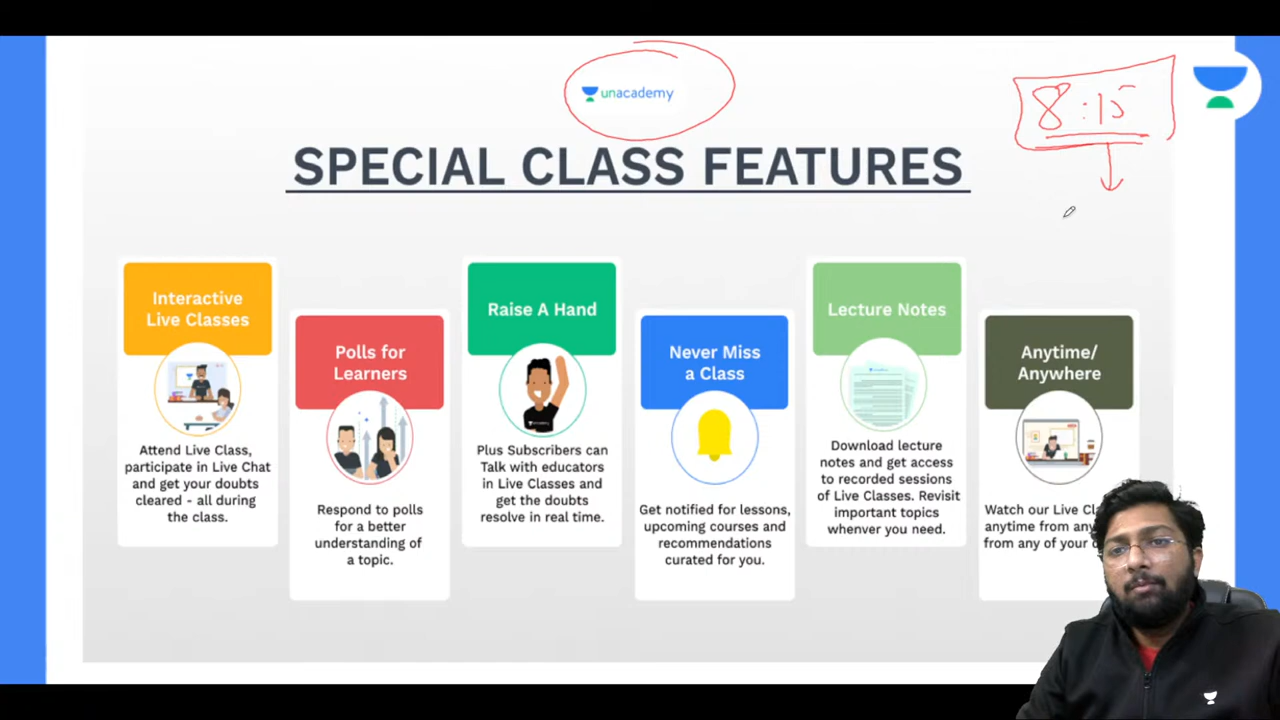 unacademy
8:15
SPECIAL CLASS FEATURES
Interactive
Live Classes
Attend Live Class,
participate in Live Chat
and get your doubts
cleared - all during
the class.
Polls for
Learners
Respond to polls
for a better
understanding of
a topic.
Raise A Hand
Plus Subscribers can
Talk with educators
in Live Classes and
get the doubts
resolve in real time.
Never Miss
a Class
Get notified for lessons,
upcoming courses and
recommendations
curated for you.
Lecture Notes
Download lecture
notes and get access
to recorded sessions
of Live Classes. Revisit
important topics
whenver you need.
Anytime/
Anywhere
Watch our Live
anytime from
from any of your